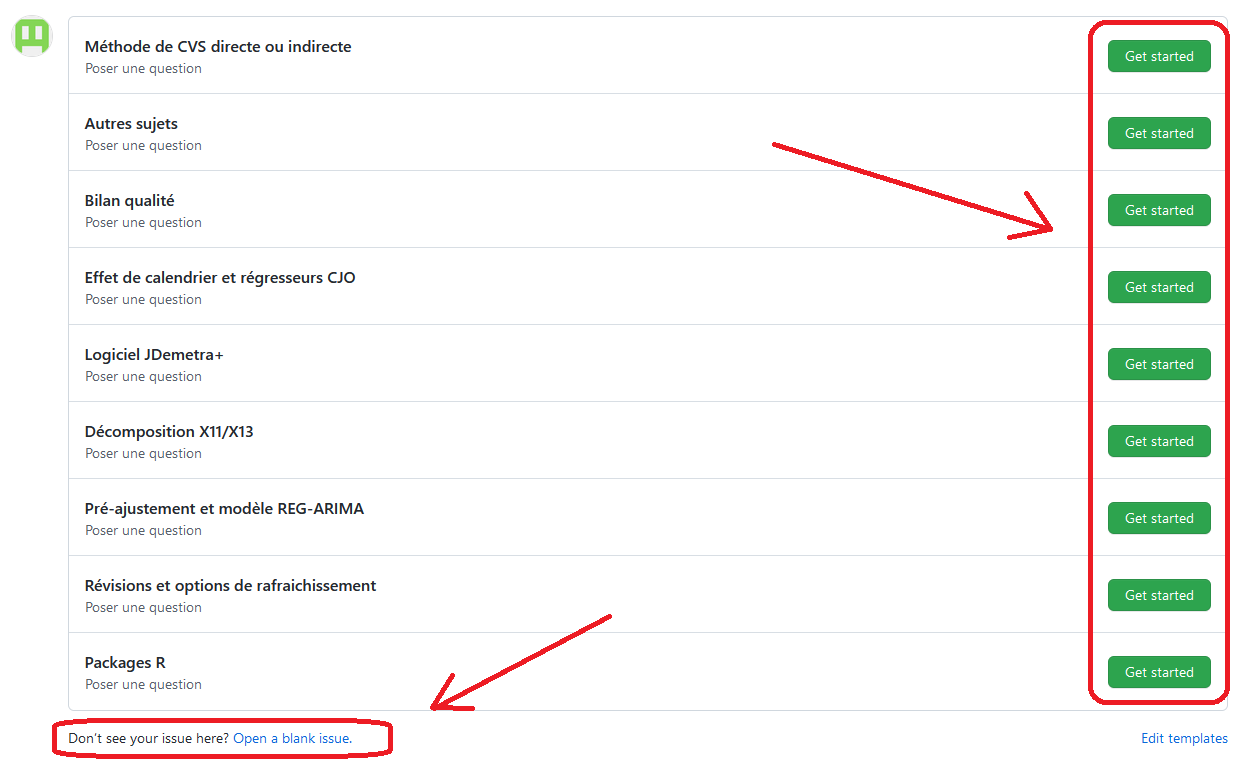 Méthode de CVS directe ou indirecte
Poser une question
Get started
Autres sujets
Poser une question
Get started
Bilan qualité
Poser une question
Get started
Effet de calendrier et régresseurs CJO
Poser une question
Get started
Logiciel JDemetra+
Poser une question
Get started
Décomposition X11/X13
Poser une question
Get started
Pré-ajustement et modèle REG-ARIMA
Poser une question
Get started
Révisions et options de rafraichissement
Poser une question
Get started
Packages R
Poser une question
Get started
Don't see your issue here? Open a blank issue.
Edit templates